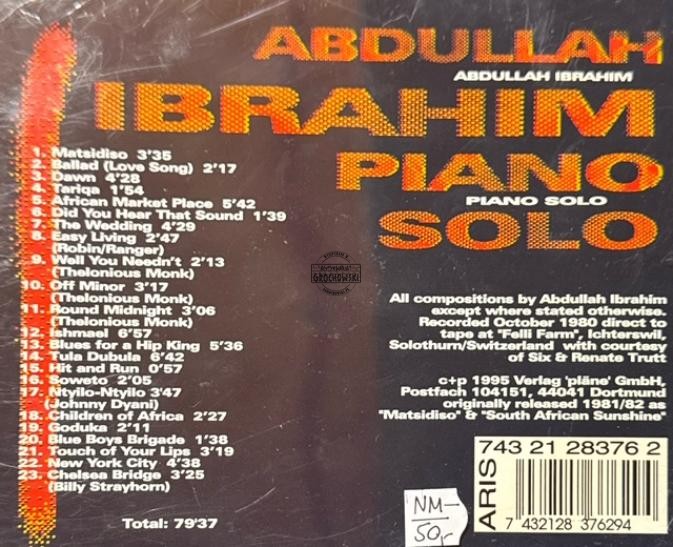 ABDULLAH
ABDULLAH IBRAHIM
IBRAHIM
PIANO
PIANO SOLO
SOLO
1. Matsidiso 3'35
2. Ballad (Love Song) 2'17
3. Dawn 4'28
4. Tariqa 1'54
5. African Market Place 5'42
6. Did You Hear That Sound 1'39
7. The Wedding 4'29
8. Easy Living 2'47
(Robin/Ranger)
9. Well You Needn't 2'13
(Thelonious Monk)
10. Off Minor 3'17
(Thelonious Monk)
11. Round Midnight 3'06
(Thelonious Monk)
12. Ishmael 6'57
13. Blues for a Hip King 5'36
14. Tula Dubula 6'42
15. Hit and Run 0'57
16. Soweto 2'05
17. Ntyilo-Ntyilo 3'47
(Johnny Dyani)
18. Children of Africa 2'27
19. Goduka 2'11
20. Blue Boys Brigade 1'38
21. Touch of Your Lips 3'19
22. New York City 4'38
23. Chelsea Bridge 3'25
(Billy Strayhorn)
Total: 79'37
GROCHOWSKI
All compositions by Abdullah Ibrahim
except where stated otherwise.
Recorded October 1980 direct to
tape at "Felli Farm", Ichterswil,
Solothurn/Switzerland with courtesy
of Six & Renate Trutt
c+p 1995 Verlag 'pläne' GmbH,
Postfach 104151, 44041 Dortmund
originally released 1981/82 as
"Matsidiso" & "South African Sunshine"
743 21 28376 2
ARIS
7 432128 376294
NM-
50,-